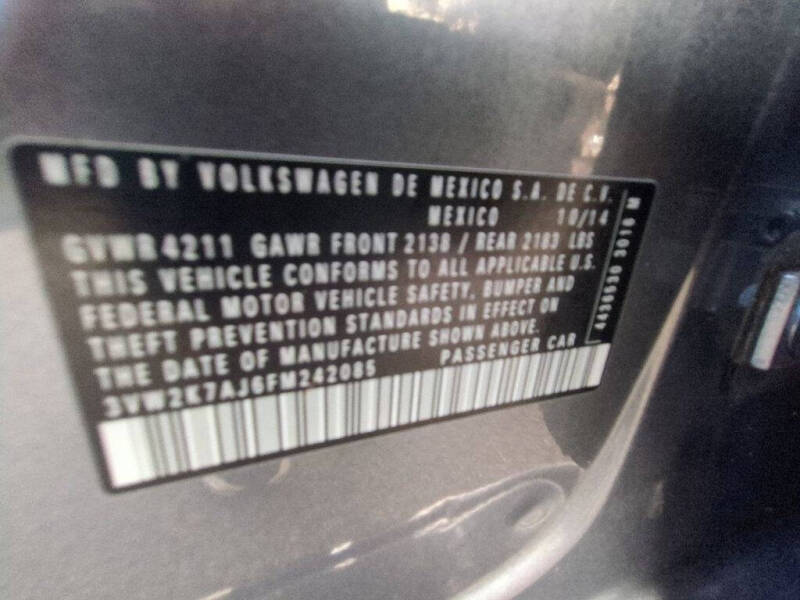 MFD BY VOLKSWAGEN DE MEXICO S.A. DE C.V.
MEXICO 10/14
GVWR 4211 GAWR FRONT 2138 / REAR 2183 LBS
THIS VEHICLE CONFORMS TO ALL APPLICABLE U.S.
FEDERAL MOTOR VEHICLE SAFETY, BUMPER AND
THEFT PREVENTION STANDARDS IN EFFECT ON
THE DATE OF MANUFACTURE SHOWN ABOVE.
3VW2K7AJ6FM242085 PASSENGER CAR
4436530 3018 M